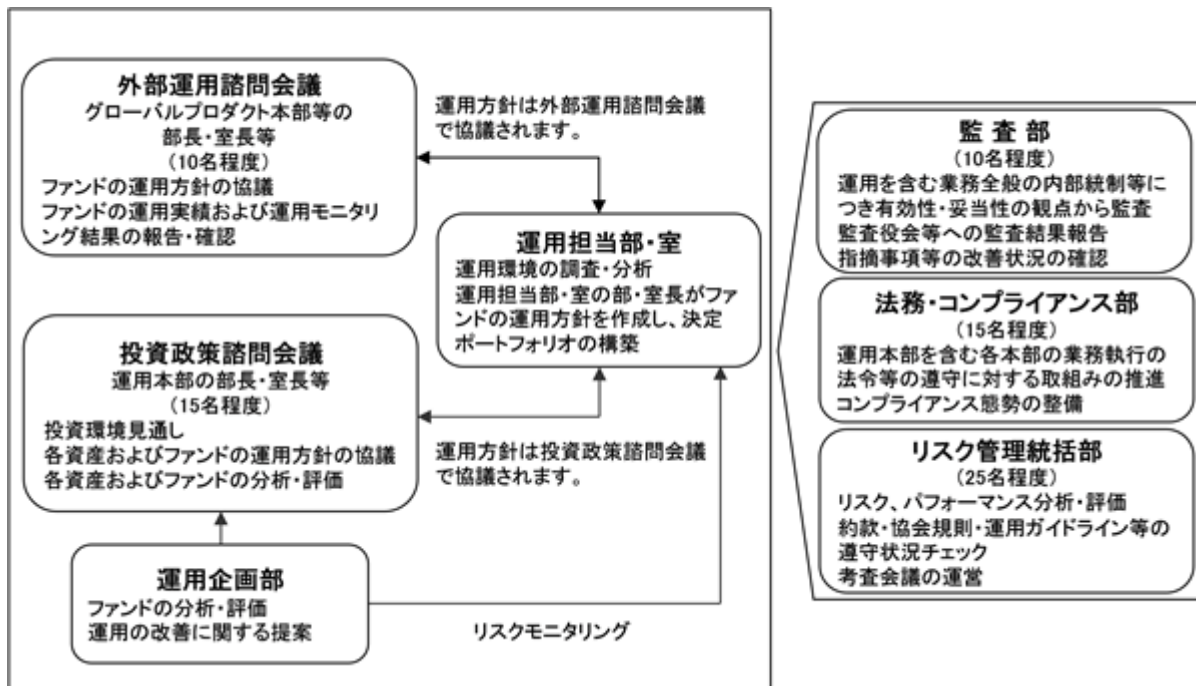 外部運用諮問会議
グローバルプロダクト本部等の
部長・室長等
(10名程度)
ファンドの運用方針の協議
ファンドの運用実績および運用モニタリ
ング結果の報告・確認
運用方針は外部運用諮問会議
で協議されます。
運用担当部・室
運用環境の調査・分析
運用担当部・室の部・室長がファ
ンドの運用方針を作成し、決定
ポートフォリオの構築
投資政策諮問会議
運用本部の部長・室長等
(15名程度)
投資環境見通し
各資産およびファンドの運用方針の協議
各資産およびファンドの分析・評価
運用方針は投資政策諮問会議
で協議されます。
運用企画部
ファンドの分析・評価
運用の改善に関する提案
リスクモニタリング
監 査 部
(10名程度)
運用を含む業務全般の内部統制等に
つき有効性・妥当性の観点から監査
監査役会等への監査結果報告
指摘事項等の改善状況の確認
法務・コンプライアンス部
(15名程度)
運用本部を含む各本部の業務執行の
法令等の遵守に対する取組みの推進
コンプライアンス態勢の整備
リスク管理統括部
(25名程度)
リスク、パフォーマンス分析・評価
約款・協会規則・運用ガイドライン等の
遵守状況チェック
考査会議の運営